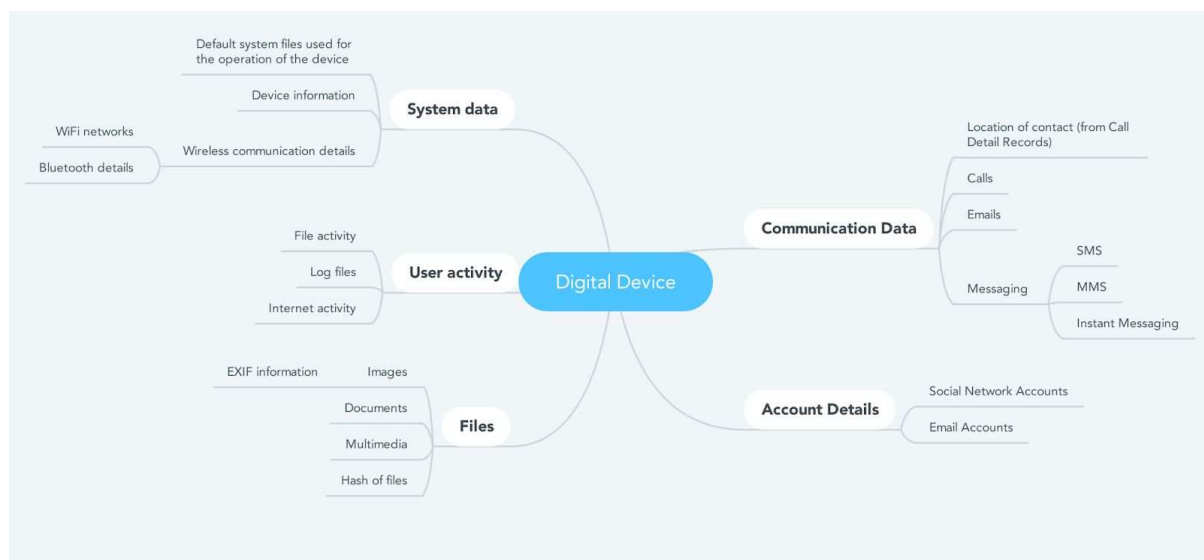 Digital Device
System data
Default system files used for
the operation of the device
Device information
Wireless communication details
WiFi networks
Bluetooth details
User activity
File activity
Log files
Internet activity
Files
Images
EXIF information
Documents
Multimedia
Hash of files
Communication Data
Location of contact (from Call
Detail Records)
Calls
Emails
Messaging
SMS
MMS
Instant Messaging
Account Details
Social Network Accounts
Email Accounts